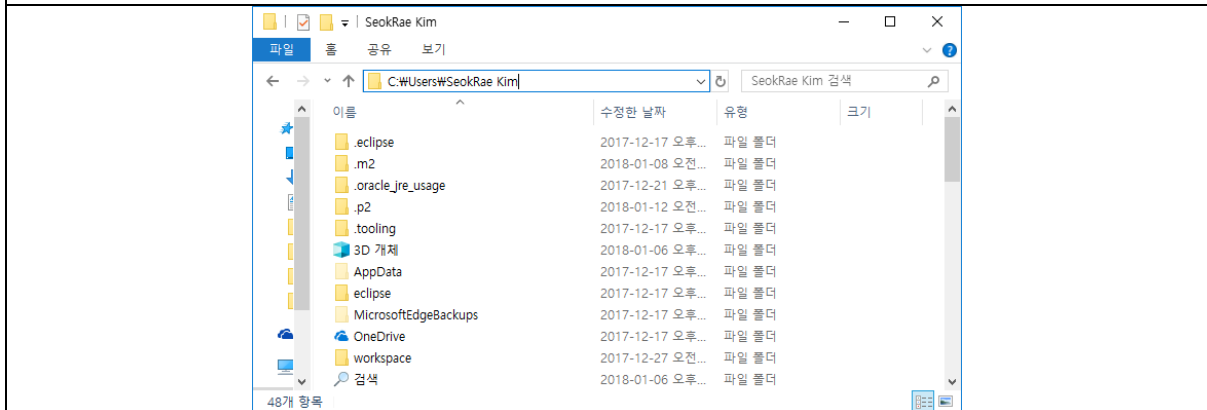 SeokRae Kim
파일 홈 공유 보기
C:₩Users₩SeokRae Kim SeokRae Kim 검색
이름 수정한 날짜 유형 크기
.eclipse 2017-12-17 오후... 파일 폴더
.m2 2018-01-08 오전... 파일 폴더
.oracle_jre_usage 2017-12-21 오후... 파일 폴더
.p2 2018-01-12 오전... 파일 폴더
.tooling 2017-12-17 오후... 파일 폴더
3D 개체 2018-01-06 오후... 파일 폴더
AppData 2017-12-17 오후... 파일 폴더
eclipse 2017-12-17 오후... 파일 폴더
MicrosoftEdgeBackups 2017-12-17 오후... 파일 폴더
OneDrive 2017-12-17 오후... 파일 폴더
workspace 2017-12-27 오전... 파일 폴더
검색 2018-01-06 오후... 파일 폴더
48개 항목